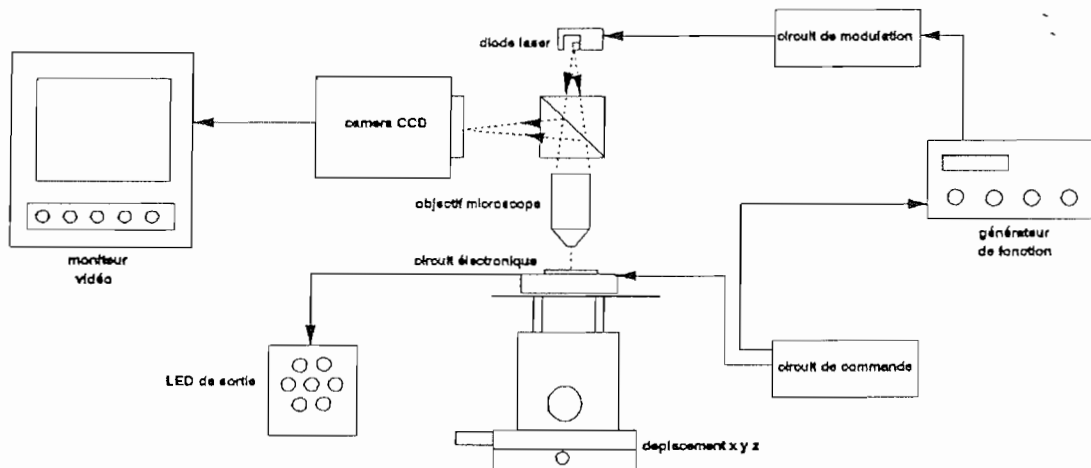 diode laser
circuit de modulation
camera CCD
objectif microscope
générateur
de fonction
moniteur
vidéo
circuit électronique
LED de sortie
circuit de commande
deplacement x y z